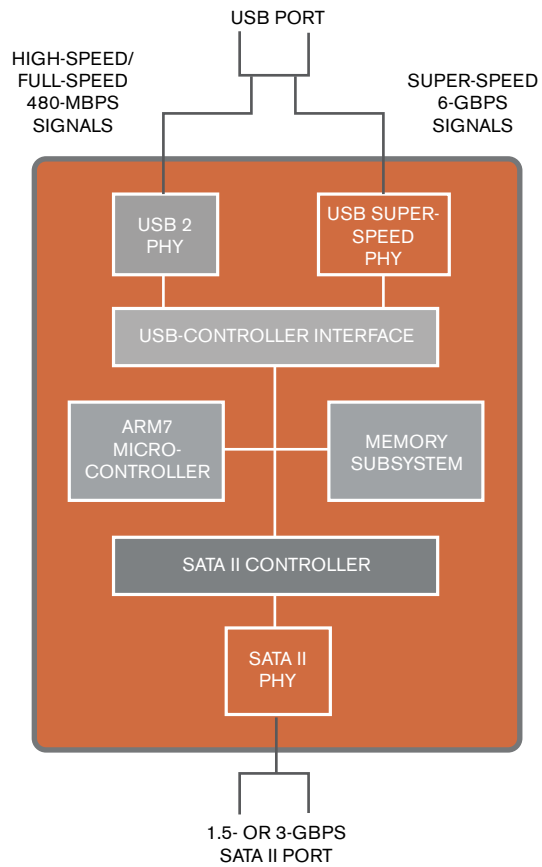 USB PORT
HIGH-SPEED/
FULL-SPEED
480-MBPS
SIGNALS
SUPER-SPEED
6-GBPS
SIGNALS
USB 2
PHY
USB SUPER-
SPEED
PHY
USB-CONTROLLER INTERFACE
ARM7
MICRO-
CONTROLLER
MEMORY
SUBSYSTEM
SATA II CONTROLLER
SATA II
PHY
1.5- OR 3-GBPS
SATA II PORT